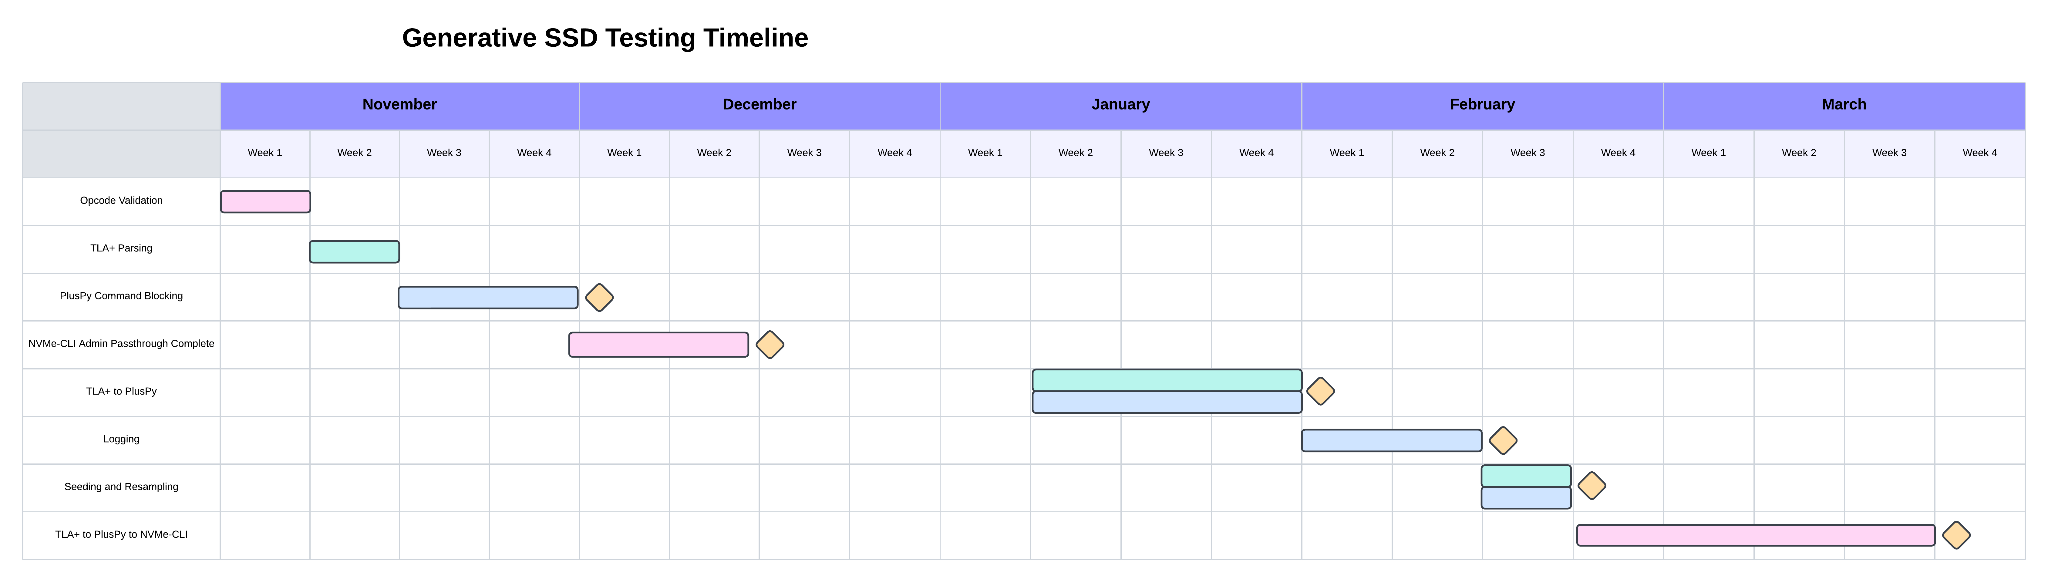 Generative SSD Testing Timeline
November December January February March
Week 1 Week 2 Week 3 Week 4 Week 1 Week 2 Week 3 Week 4 Week 1 Week 2 Week 3 Week 4 Week 1 Week 2 Week 3 Week 4 Week 1 Week 2 Week 3 Week 4
Opcode Validation
TLA+ Parsing
PlusPy Command Blocking
NVMe-CLI Admin Passthrough Complete
TLA+ to PlusPy
Logging
Seeding and Resampling
TLA+ to PlusPy to NVMe-CLI